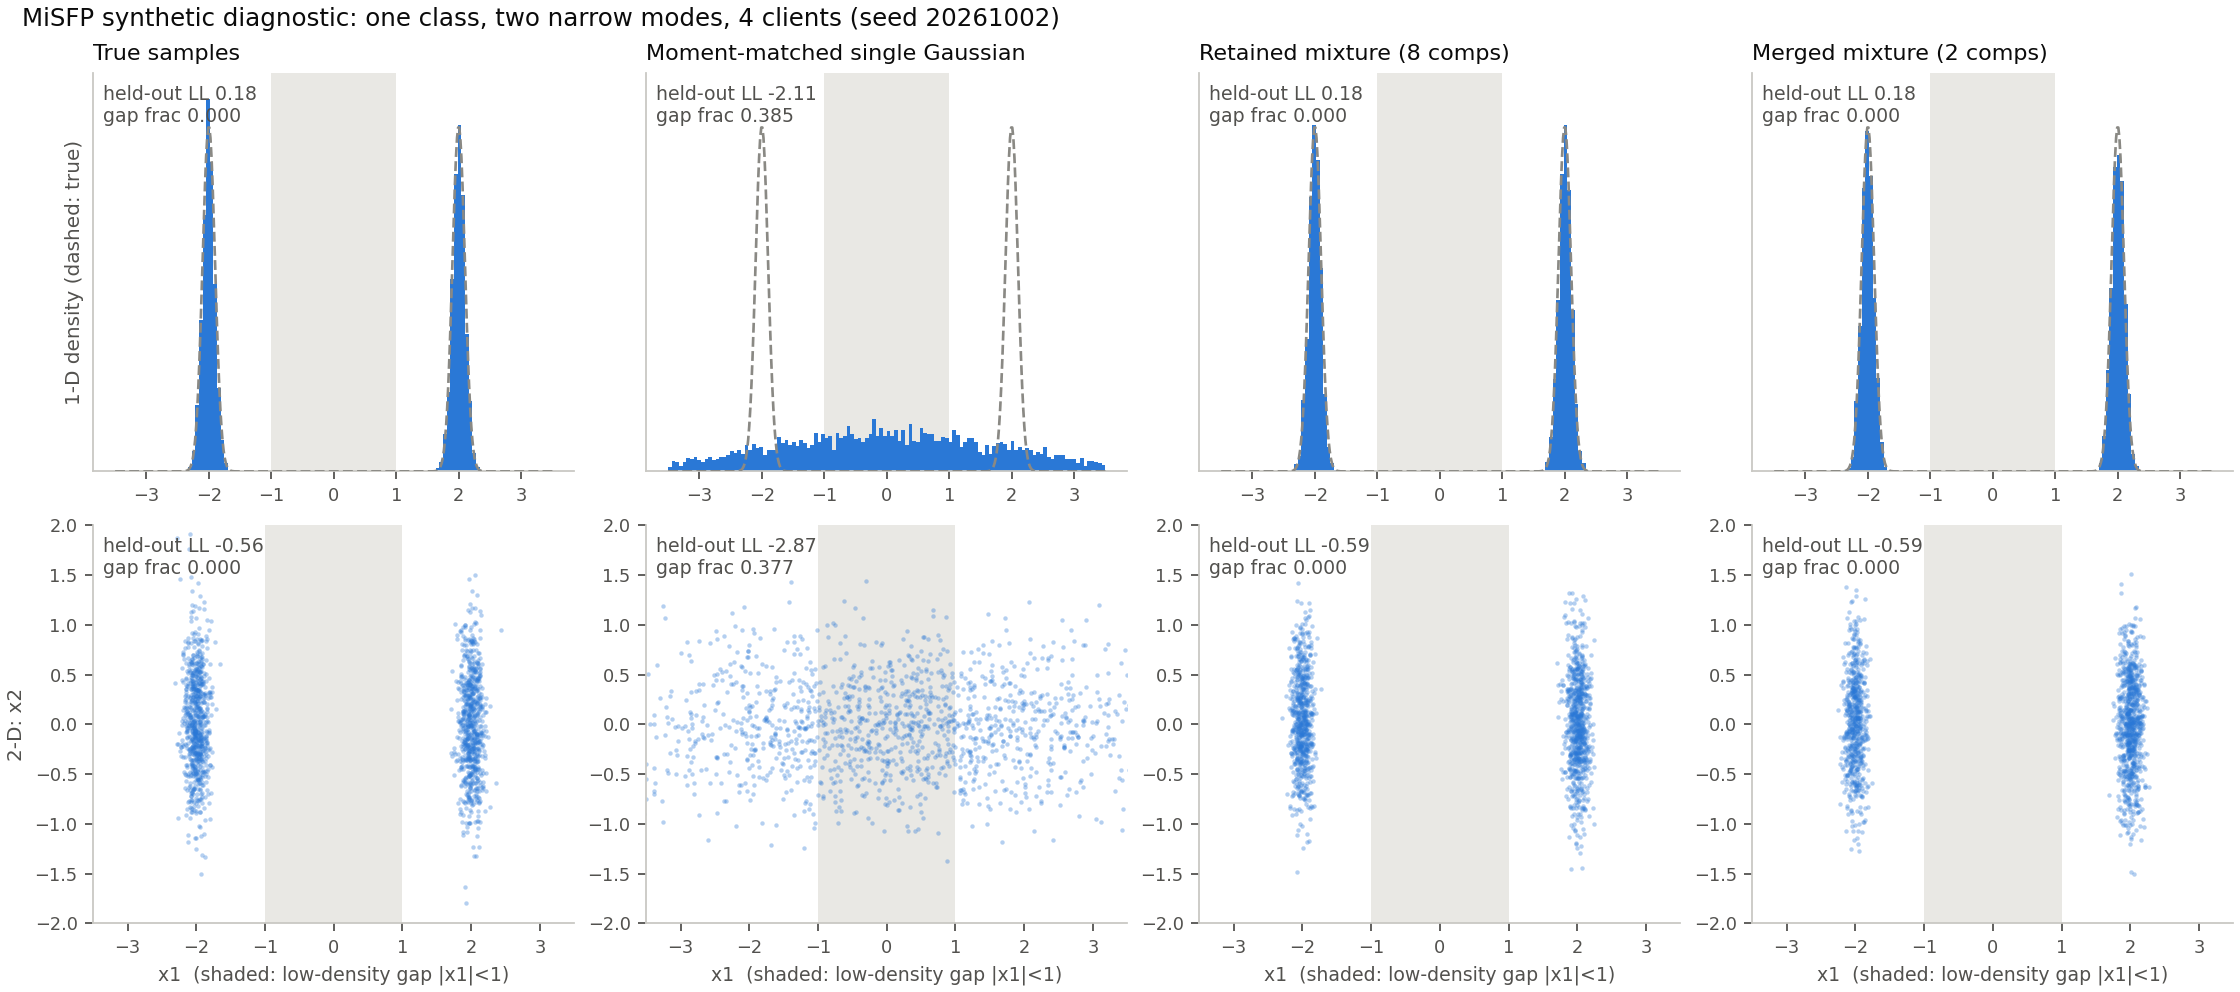 MiSFP synthetic diagnostic: one class, two narrow modes, 4 clients (seed 20261002)
True samples
Moment-matched single Gaussian
Retained mixture (8 comps)
Merged mixture (2 comps)
1-D density (dashed: true)
held-out LL 0.18
gap frac 0.000
−3 −2 −1 0 1 2 3
held-out LL -2.11
gap frac 0.385
−3 −2 −1 0 1 2 3
held-out LL 0.18
gap frac 0.000
−3 −2 −1 0 1 2 3
held-out LL 0.18
gap frac 0.000
−3 −2 −1 0 1 2 3
2-D: x2
2.0
1.5
1.0
0.5
0.0
−0.5
−1.0
−1.5
−2.0
held-out LL -0.56
gap frac 0.000
−3 −2 −1 0 1 2 3
x1 (shaded: low-density gap |x1|<1)
2.0
1.5
1.0
0.5
0.0
−0.5
−1.0
−1.5
−2.0
held-out LL -2.87
gap frac 0.377
−3 −2 −1 0 1 2 3
x1 (shaded: low-density gap |x1|<1)
2.0
1.5
1.0
0.5
0.0
−0.5
−1.0
−1.5
−2.0
held-out LL -0.59
gap frac 0.000
−3 −2 −1 0 1 2 3
x1 (shaded: low-density gap |x1|<1)
2.0
1.5
1.0
0.5
0.0
−0.5
−1.0
−1.5
−2.0
held-out LL -0.59
gap frac 0.000
−3 −2 −1 0 1 2 3
x1 (shaded: low-density gap |x1|<1)